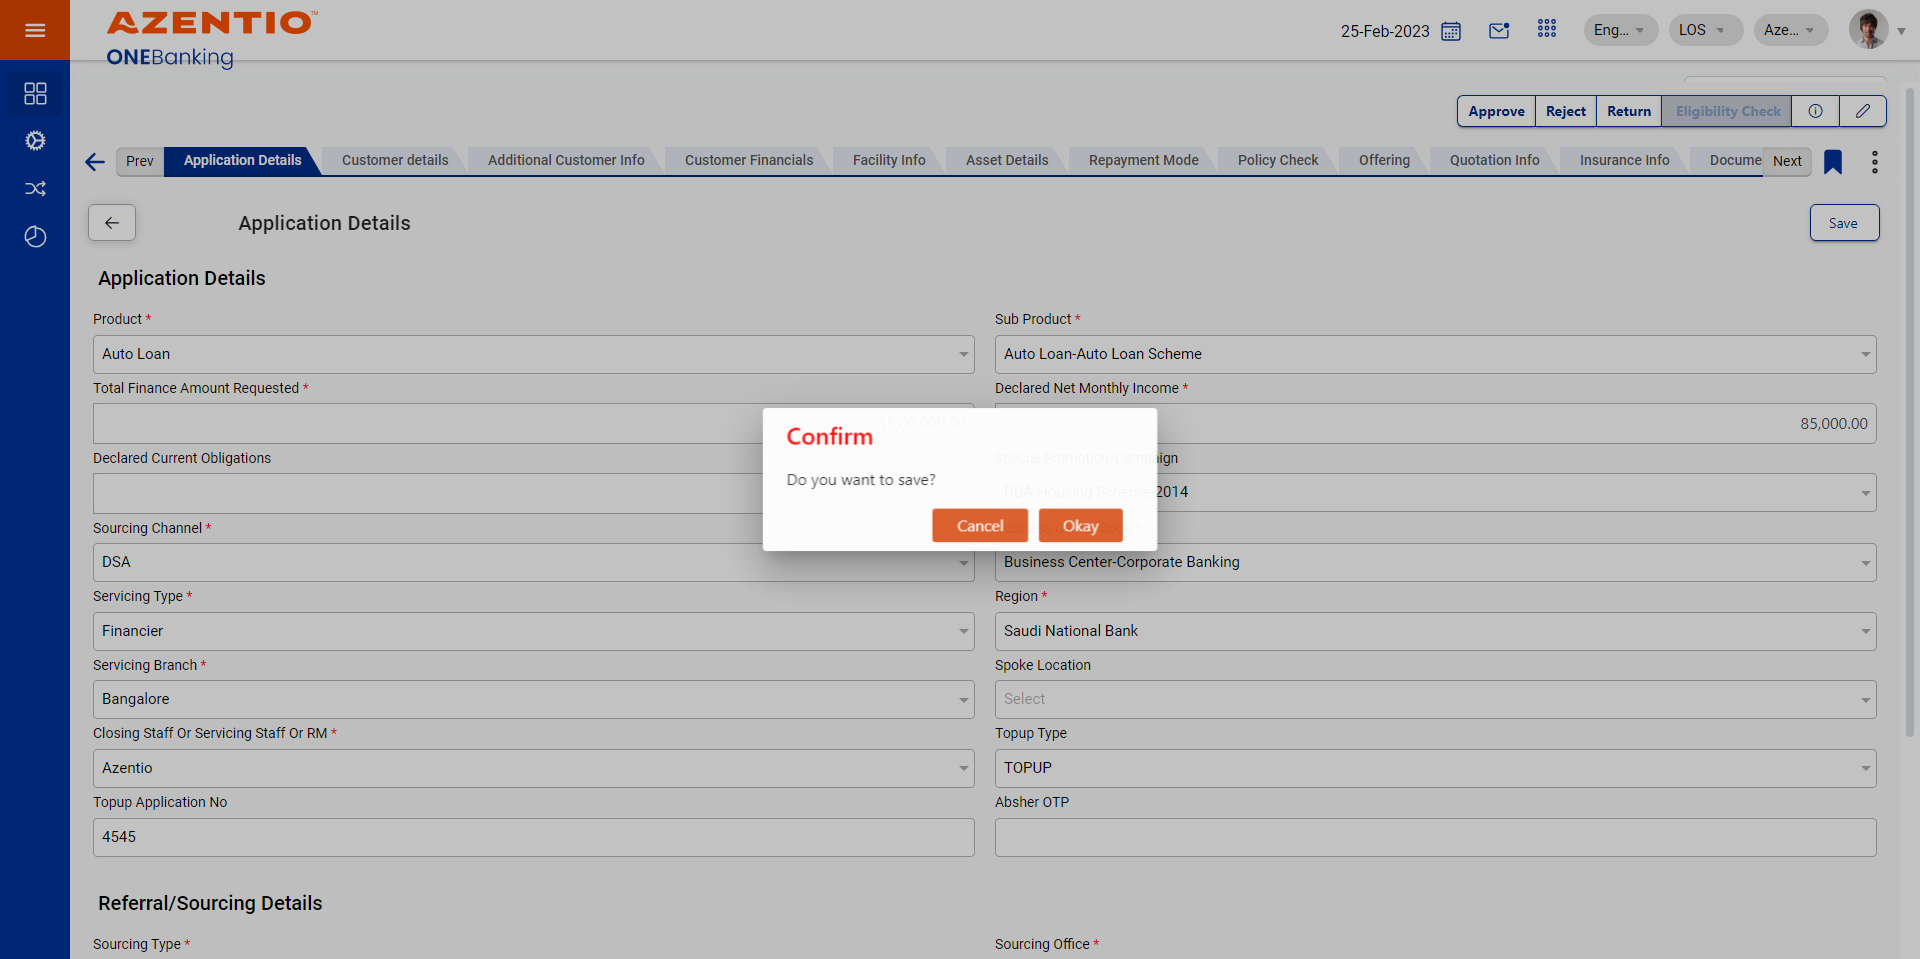 AZENTIO™
ONEBanking
25-Feb-2023
Eng...
LOS
Aze...
Approve
Reject
Return
Eligibility Check
Prev
Application Details
Customer details
Additional Customer Info
Customer Financials
Facility Info
Asset Details
Repayment Mode
Policy Check
Offering
Quotation Info
Insurance Info
Docume
Next
Application Details
Save
Application Details
Product *
Sub Product *
Auto Loan
Auto Loan-Auto Loan Scheme
Total Finance Amount Requested *
Declared Net Monthly Income *
15,00,000.00
85,000.00
Declared Current Obligations
Special Promotion/Campaign
DDA Housing Scheme 2014
Confirm
Do you want to save?
Cancel
Okay
Sourcing Channel *
DSA
Business Center-Corporate Banking
Servicing Type *
Region *
Financier
Saudi National Bank
Servicing Branch *
Spoke Location
Bangalore
Select
Closing Staff Or Servicing Staff Or RM *
Topup Type
Azentio
TOPUP
Topup Application No
Absher OTP
4545
Referral/Sourcing Details
Sourcing Type *
Sourcing Office *